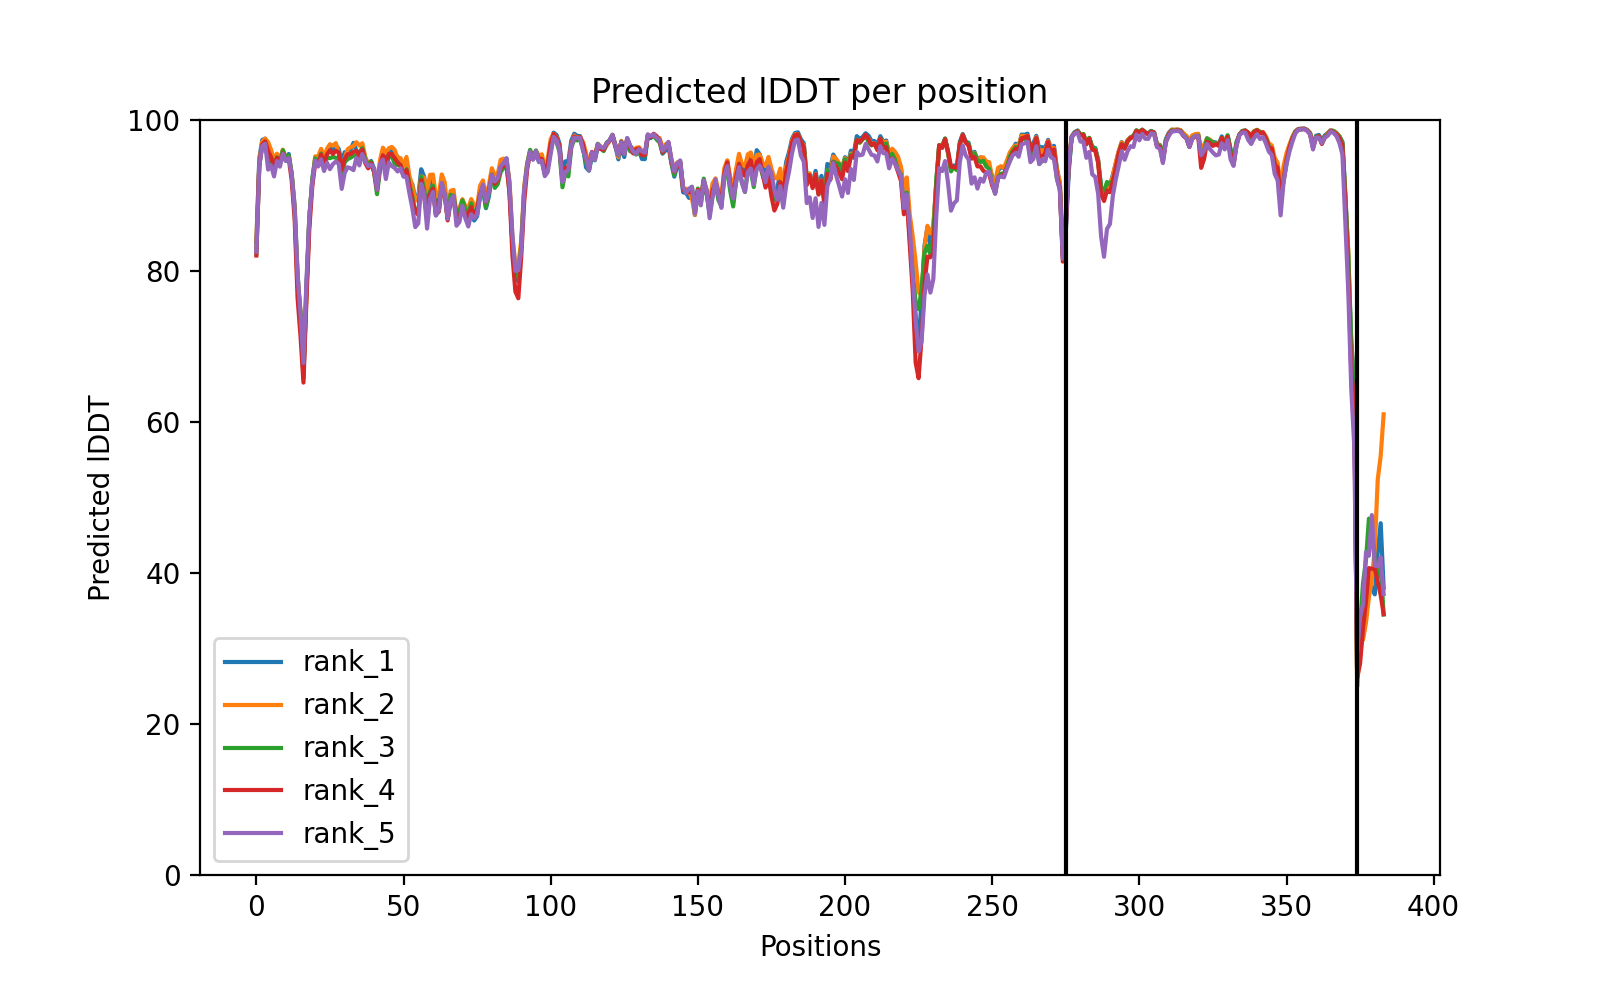 Predicted lDDT per position
100
80
60
40
20
0
Predicted lDDT
rank_1
rank_2
rank_3
rank_4
rank_5
0 50 100 150 200 250 300 350 400
Positions